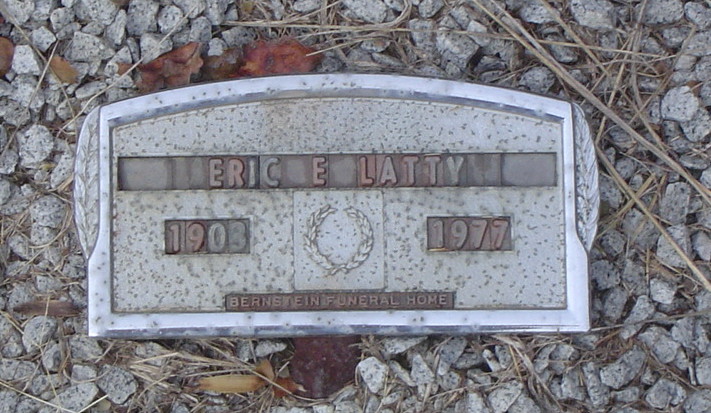 ERIC E LATTY
1903 1977
BERNSTEIN FUNERAL HOME